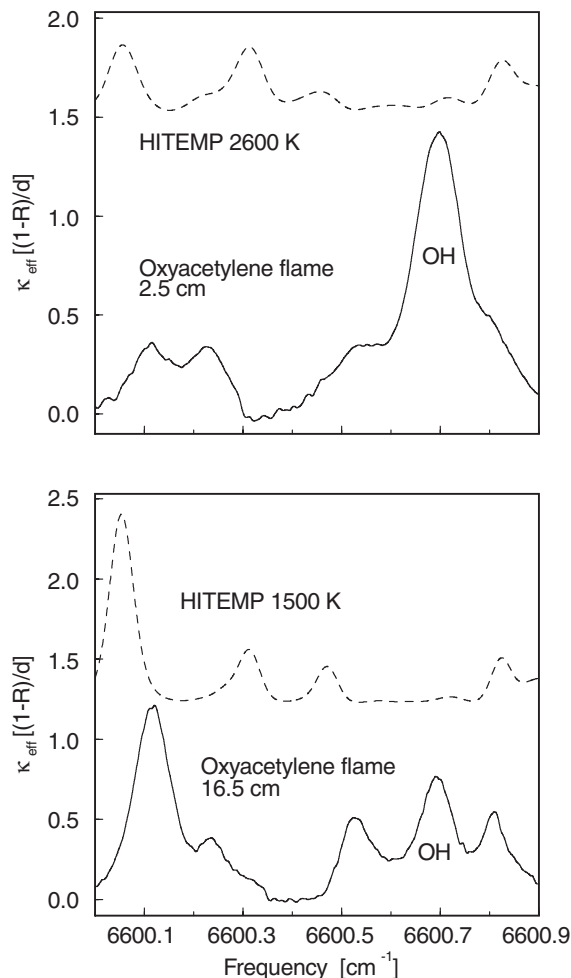 2.0
HITEMP 2600 K
1.5
κ eff [(1-R)/d]
1.0
Oxyacetylene flame
2.5 cm
OH
0.5
0.0
2.5
HITEMP 1500 K
2.0
1.5
κ eff [(1-R)/d]
1.0
Oxyacetylene flame
16.5 cm
0.5
OH
0.0
6600.1 6600.3 6600.5 6600.7 6600.9
Frequency [cm⁻¹]